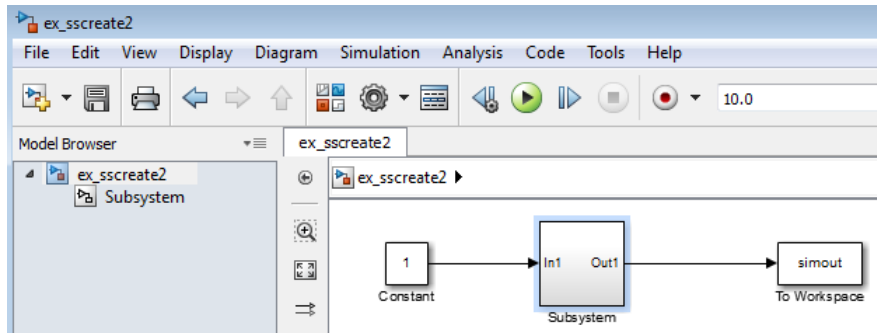 ex_sscreate2
File Edit View Display Diagram Simulation Analysis Code Tools Help
10.0
Model Browser
ex_sscreate2
ex_sscreate2
Subsystem
ex_sscreate2
1
Constant
In1 Out1
Subsystem
simout
To Workspace